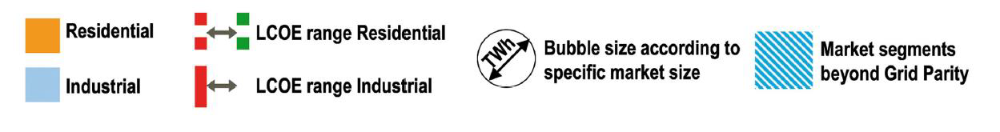 Residential
Industrial
LCOE range Residential
LCOE range Industrial
TWh
Bubble size according to
specific market size
Market segments
beyond Grid Parity